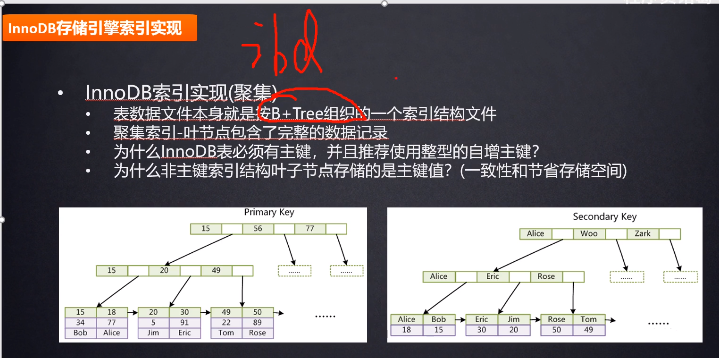 InnoDB存储引擎索引实现
ibd
InnoDB索引实现(聚集)
表数据文件本身就是按B+Tree组织的一个索引结构文件
聚集索引-叶节点包含了完整的数据记录
为什么InnoDB表必须有主键，并且推荐使用整型的自增主键？
为什么非主键索引结构叶子节点存储的是主键值？(一致性和节省存储空间)
Primary Key
15 56 77
15 20 49
……
……
15 18 20 30 49 50
34 77 5 91 22 89
Bob Alice Jim Eric Tom Rose
……
Secondary Key
Alice Woo Zark
Alice Eric Rose
……
……
Alice Bob Eric Jim Rose Tom
18 15 30 20 50 49
……